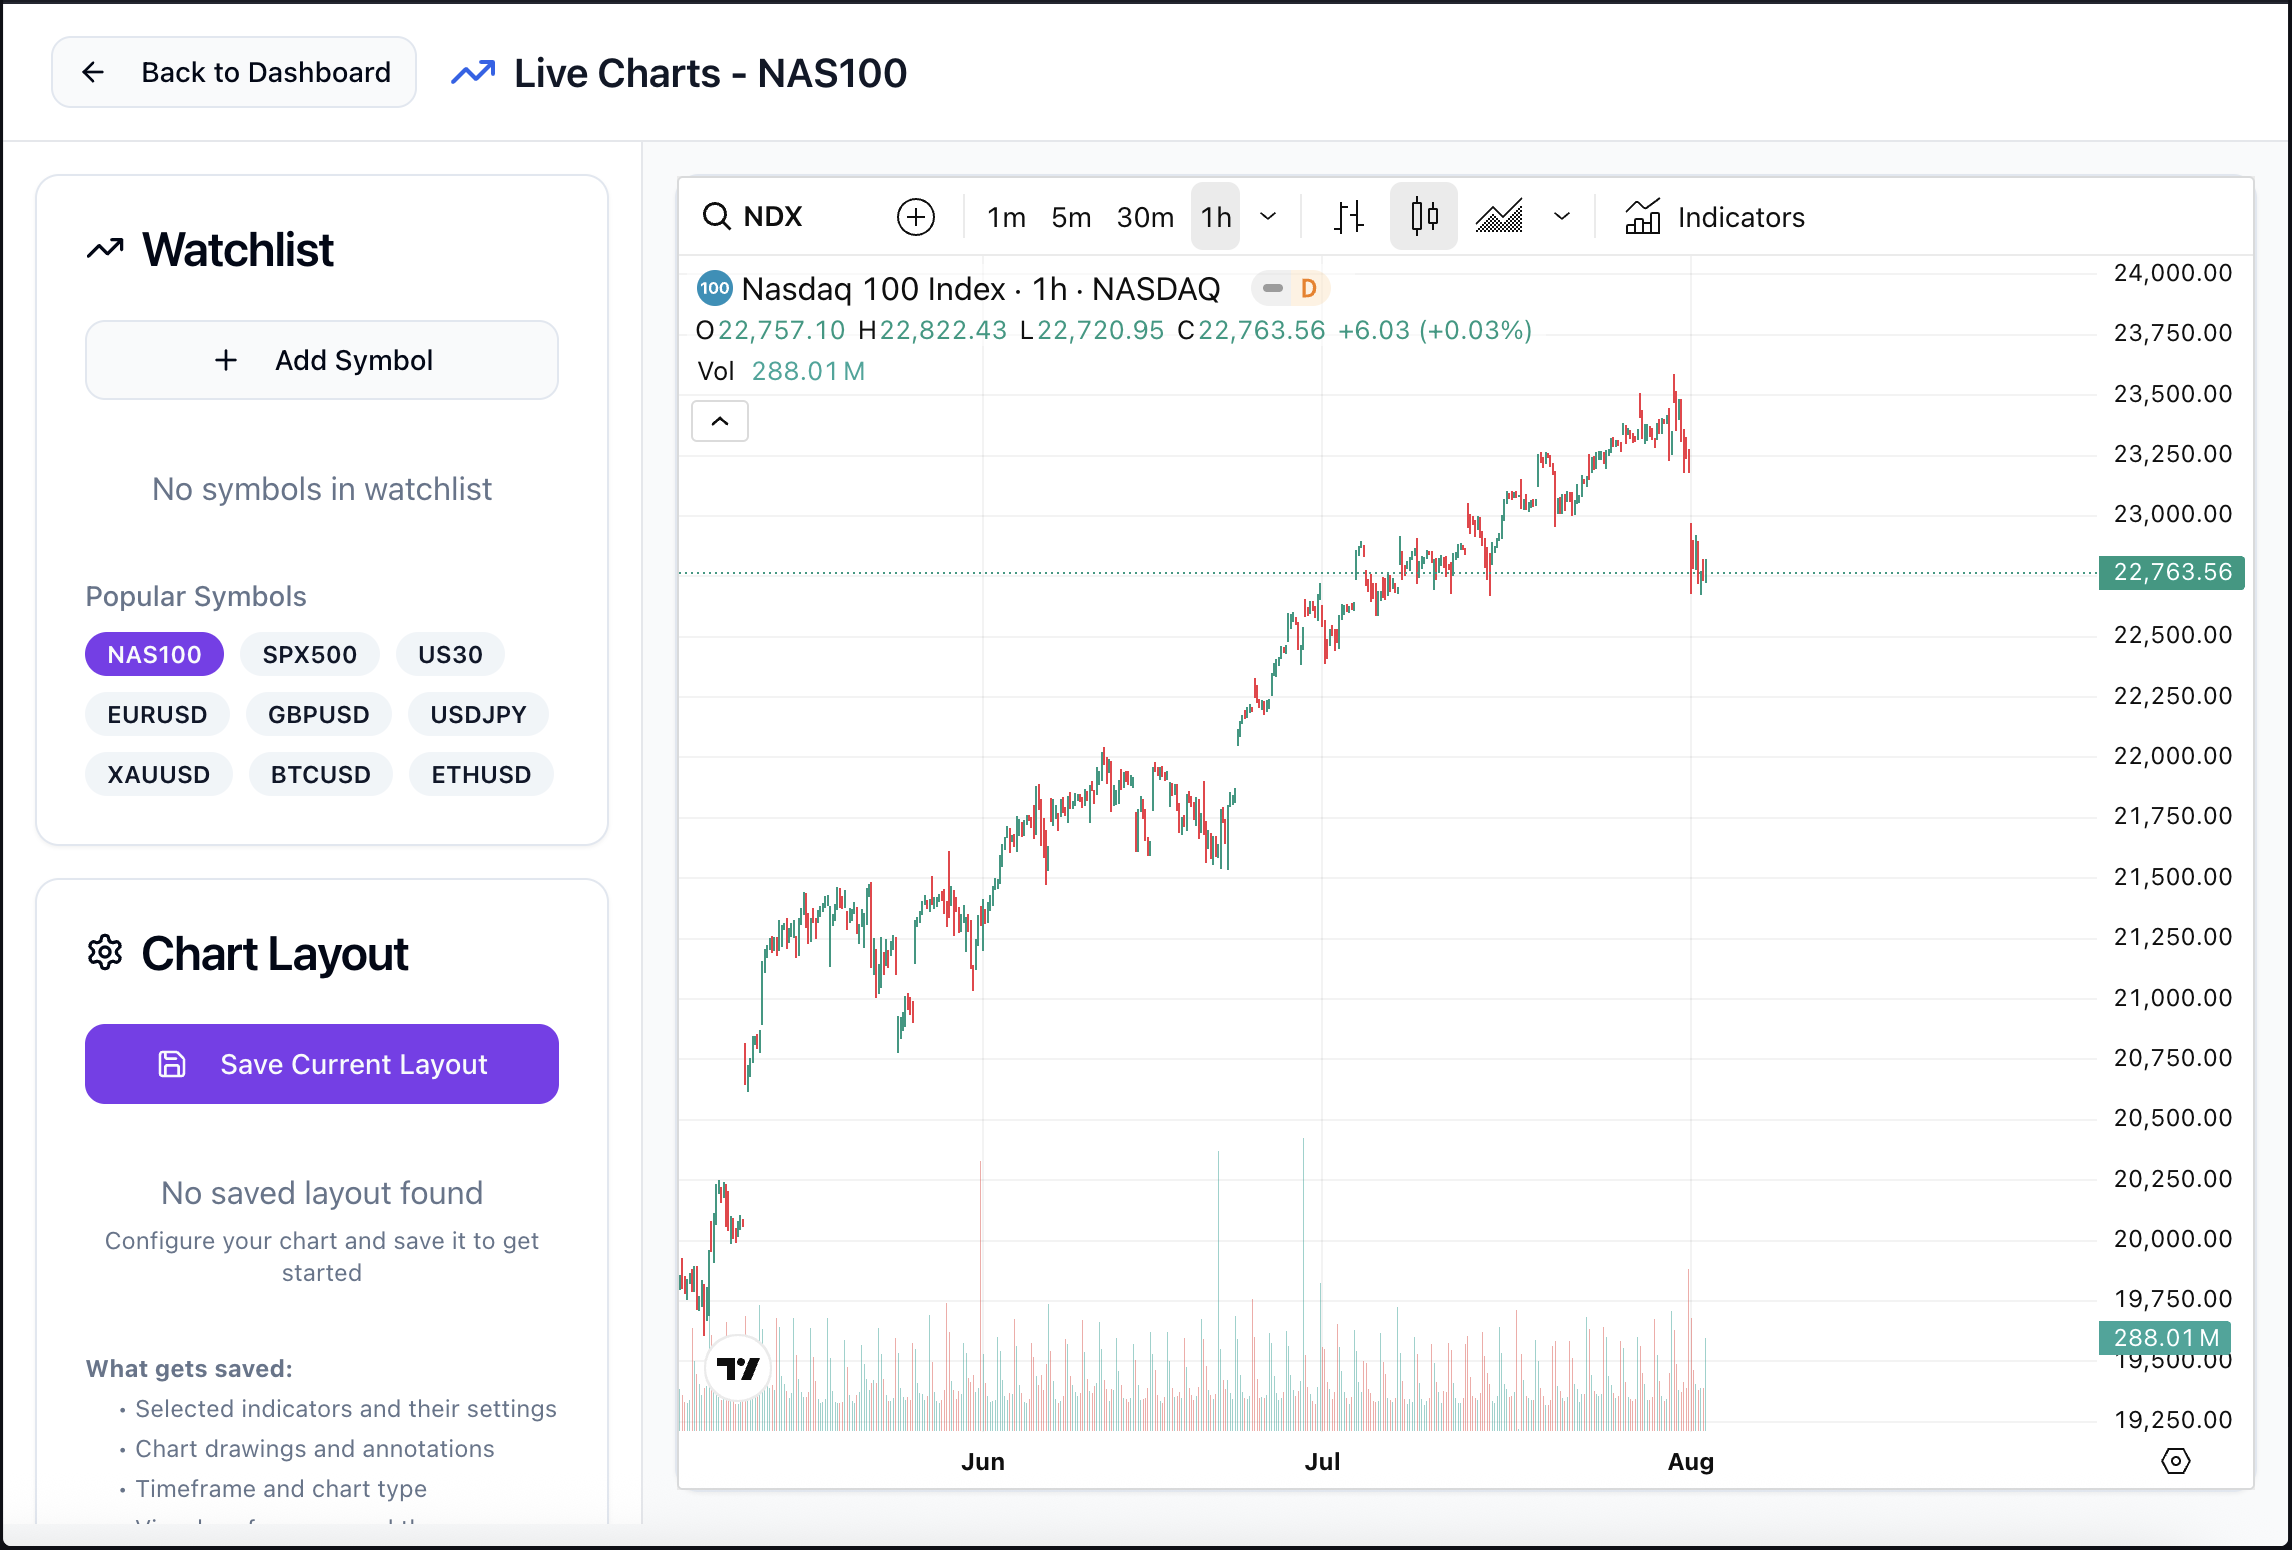 Back to Dashboard
Live Charts - NAS100
Watchlist
Add Symbol
No symbols in watchlist
Popular Symbols
NAS100 SPX500 US30
EURUSD GBPUSD USDJPY
XAUUSD BTCUSD ETHUSD
Chart Layout
Save Current Layout
No saved layout found
Configure your chart and save it to get
started
What gets saved:
• Selected indicators and their settings
• Chart drawings and annotations
• Timeframe and chart type
NDX 1m 5m 30m 1h Indicators
100 Nasdaq 100 Index · 1h · NASDAQ D
O22,757.10 H22,822.43 L22,720.95 C22,763.56 +6.03 (+0.03%)
Vol 288.01M
24,000.00
23,750.00
23,500.00
23,250.00
23,000.00
22,763.56
22,500.00
22,250.00
22,000.00
21,750.00
21,500.00
21,250.00
21,000.00
20,750.00
20,500.00
20,250.00
20,000.00
19,750.00
288.01M
19,500.00
19,250.00
Jun Jul Aug